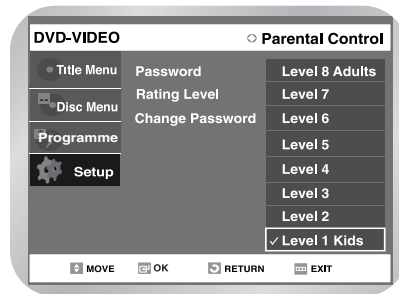 DVD-VIDEO
Parental Control
Title Menu
Disc Menu
Programme
Setup
Password
Rating Level
Change Password
Level 8 Adults
Level 7
Level 6
Level 5
Level 4
Level 3
Level 2
✓ Level 1 Kids
MOVE
OK
RETURN
EXIT